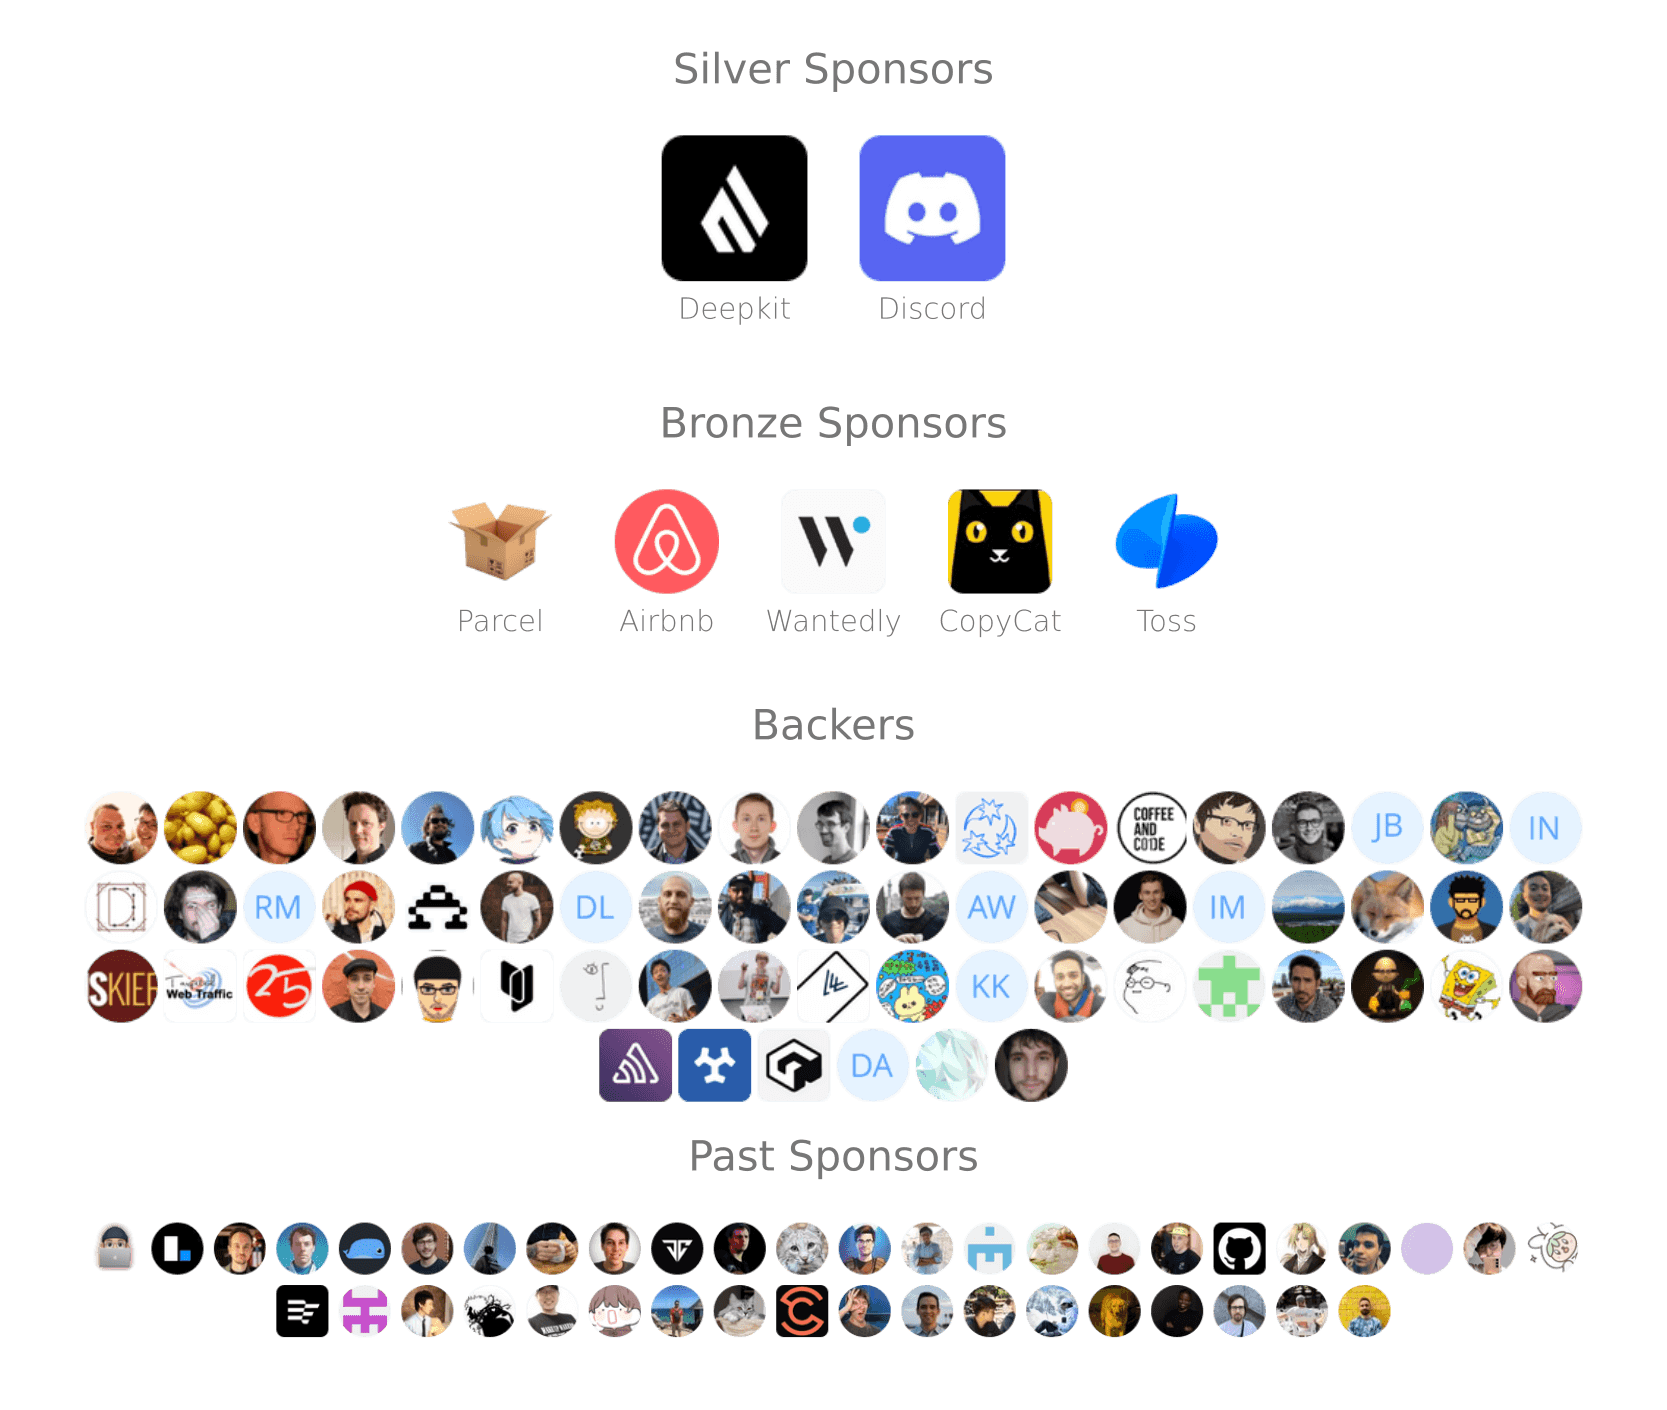 Silver Sponsors
Deepkit Discord
Bronze Sponsors
Parcel Airbnb Wantedly CopyCat Toss
Backers
COFFEE
AND
CODE
JB IN
RM DL AW IM
SKIEF Web Traffic 25 KK
DA
Past Sponsors